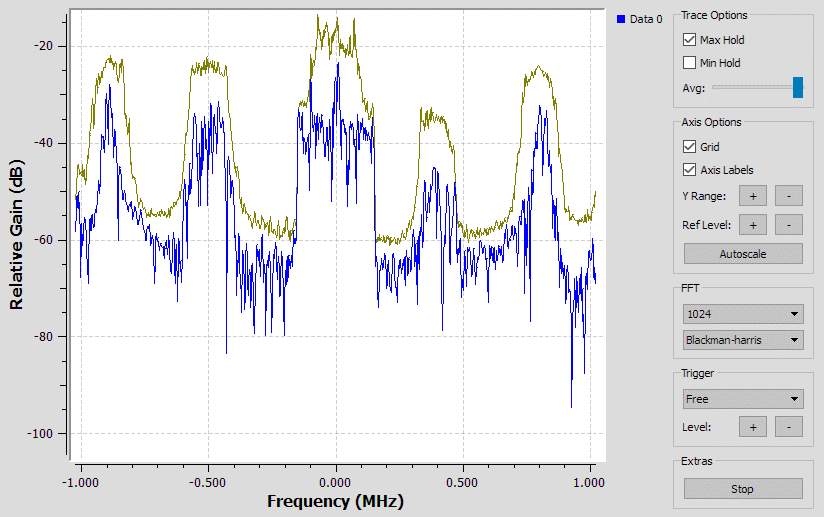 Data 0
-20
-40
-60
-80
-100
Relative Gain (dB)
-1.000 -0.500 0.000 0.500 1.000
Frequency (MHz)
Trace Options
Max Hold
Min Hold
Avg:
Axis Options
Grid
Axis Labels
Y Range: + -
Ref Level: + -
Autoscale
FFT
1024
Blackman-harris
Trigger
Free
Level: + -
Extras
Stop